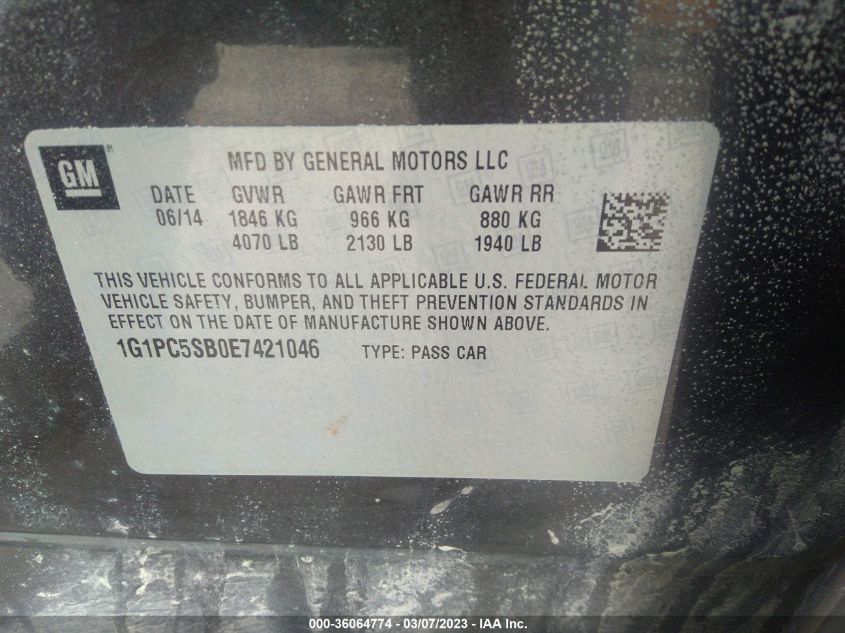 GM
MFD BY GENERAL MOTORS LLC
DATE GVWR GAWR FRT GAWR RR
06/14 1846 KG 966 KG 880 KG
4070 LB 2130 LB 1940 LB
THIS VEHICLE CONFORMS TO ALL APPLICABLE U.S. FEDERAL MOTOR
VEHICLE SAFETY, BUMPER, AND THEFT PREVENTION STANDARDS IN
EFFECT ON THE DATE OF MANUFACTURE SHOWN ABOVE.
1G1PC5SB0E7421046 TYPE: PASS CAR
000-36064774 - 03/07/2023 - IAA Inc.